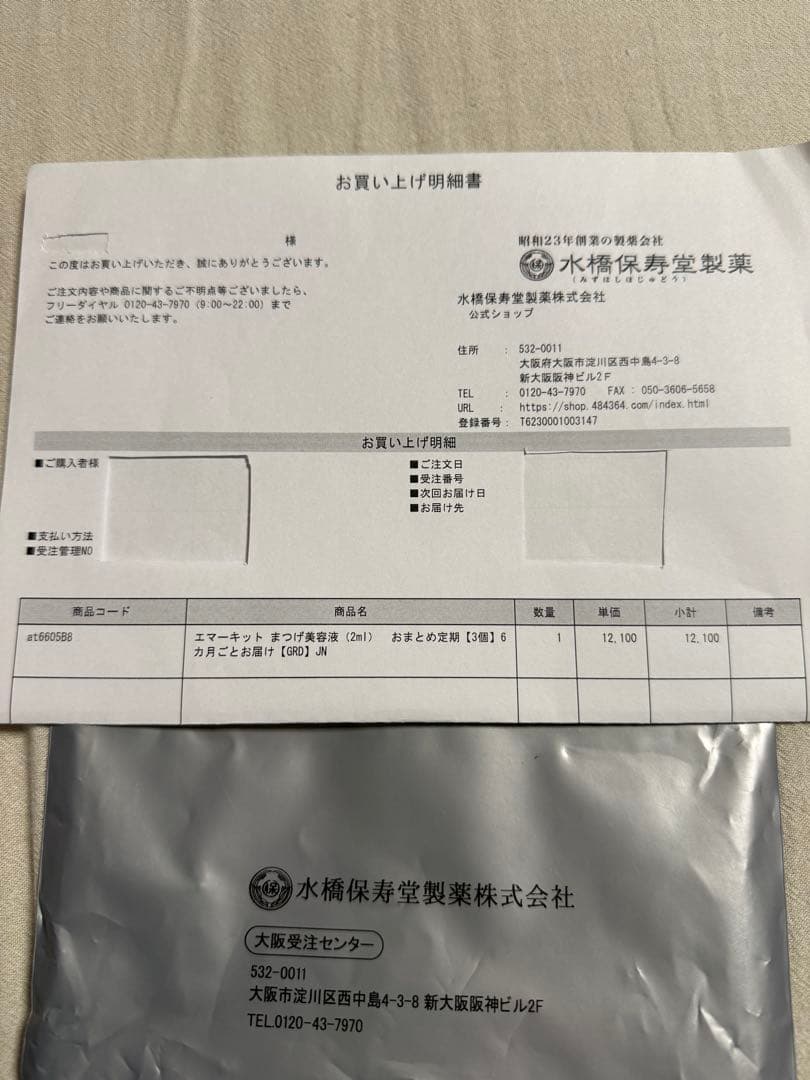 お買い上げ明細書
様
この度はお買い上げいただき、誠にありがとうございます。
ご注文内容や商品に関するご不明点等ございましたら、
フリーダイヤル 0120-43-7970 (9:00～22:00) まで
ご連絡をお願いいたします。
昭和23年創業の製薬会社
水橋保寿堂製薬
(みずはしほじゅどう)
水橋保寿堂製薬株式会社
公式ショップ
住所 : 532-0011
大阪府大阪市淀川区西中島4-3-8
新大阪阪神ビル2F
TEL : 0120-43-7970 FAX : 050-3606-5658
URL : https://shop.484364.com/index.html
登録番号 : T6230001003147
お買い上げ明細
■ご購入者様
■支払い方法
■受注管理NO
■ご注文日
■受注番号
■次回お届け日
■お届け先
商品コード 商品名 数量 単価 小計 備考
at6605B8 エマーキット まつげ美容液 (2ml) おまとめ定期【3個】6 1 12,100 12,100
カ月ごとお届け【GRD】JN
保 水橋保寿堂製薬株式会社
大阪受注センター
532-0011
大阪市淀川区西中島4-3-8 新大阪阪神ビル2F
TEL.0120-43-7970